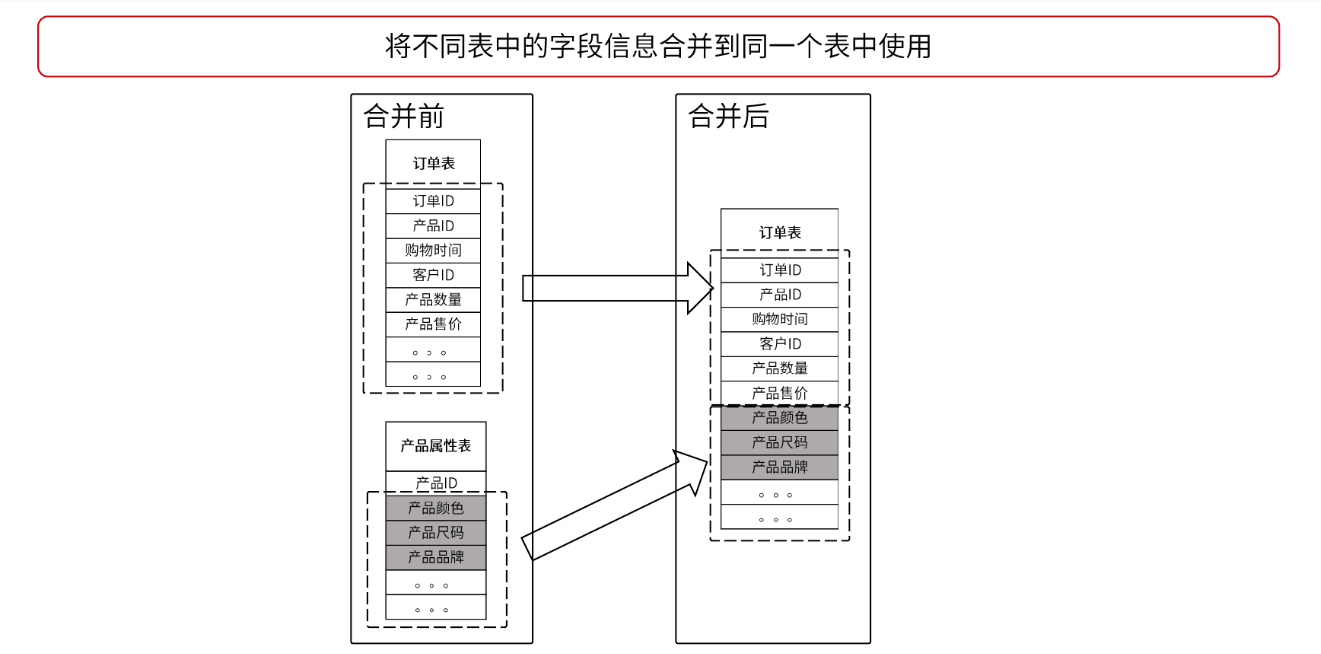 将不同表中的字段信息合并到同一个表中使用
合并前
订单表
订单ID
产品ID
购物时间
客户ID
产品数量
产品售价
。。。
。。。
产品属性表
产品ID
产品颜色
产品尺码
产品品牌
。。。
。。。
合并后
订单表
订单ID
产品ID
购物时间
客户ID
产品数量
产品售价
产品颜色
产品尺码
产品品牌
。。。
。。。